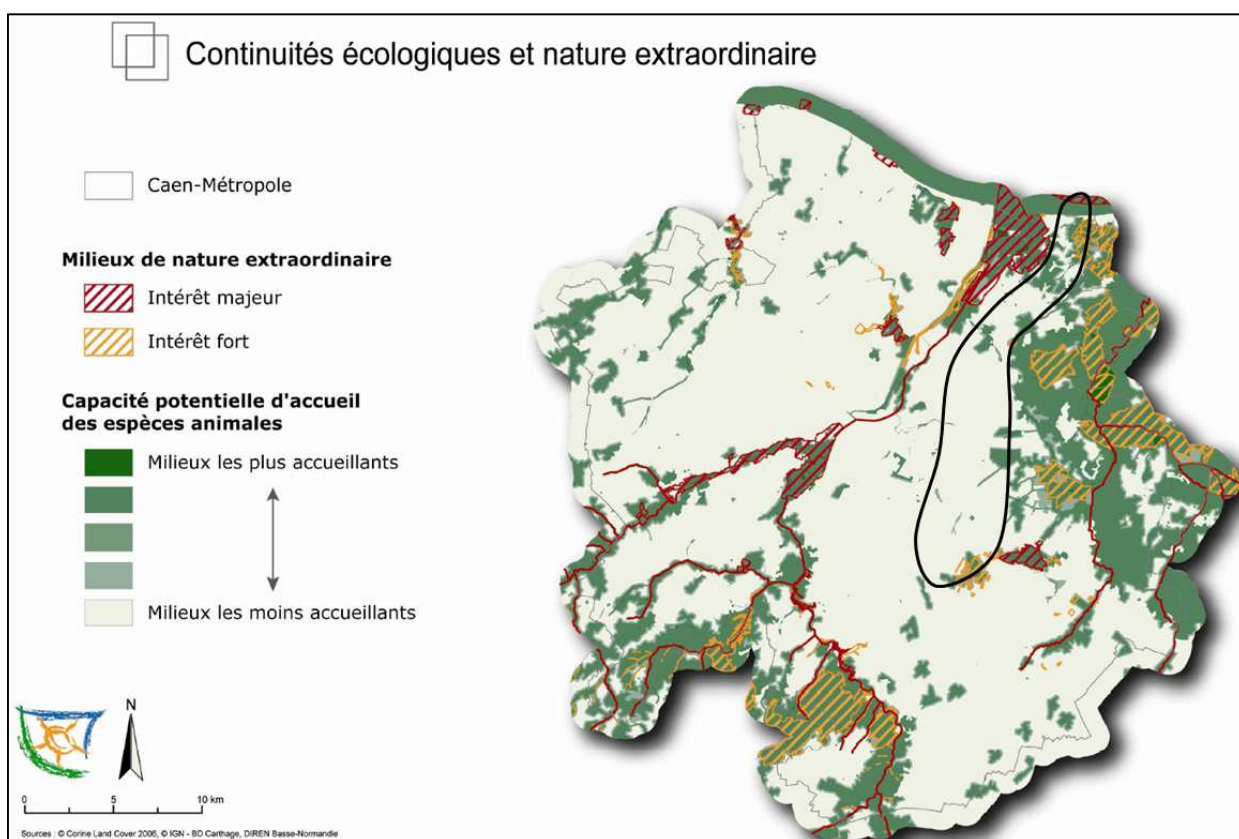 Continuités écologiques et nature extraordinaire
Caen-Métropole
Milieux de nature extraordinaire
Intérêt majeur
Intérêt fort
Capacité potentielle d'accueil
des espèces animales
Milieux les plus accueillants
Milieux les moins accueillants
N
0 5 10 km
Sources : © Corine Land Cover 2006, © IGN - BD Carthage, DIREN Basse-Normandie